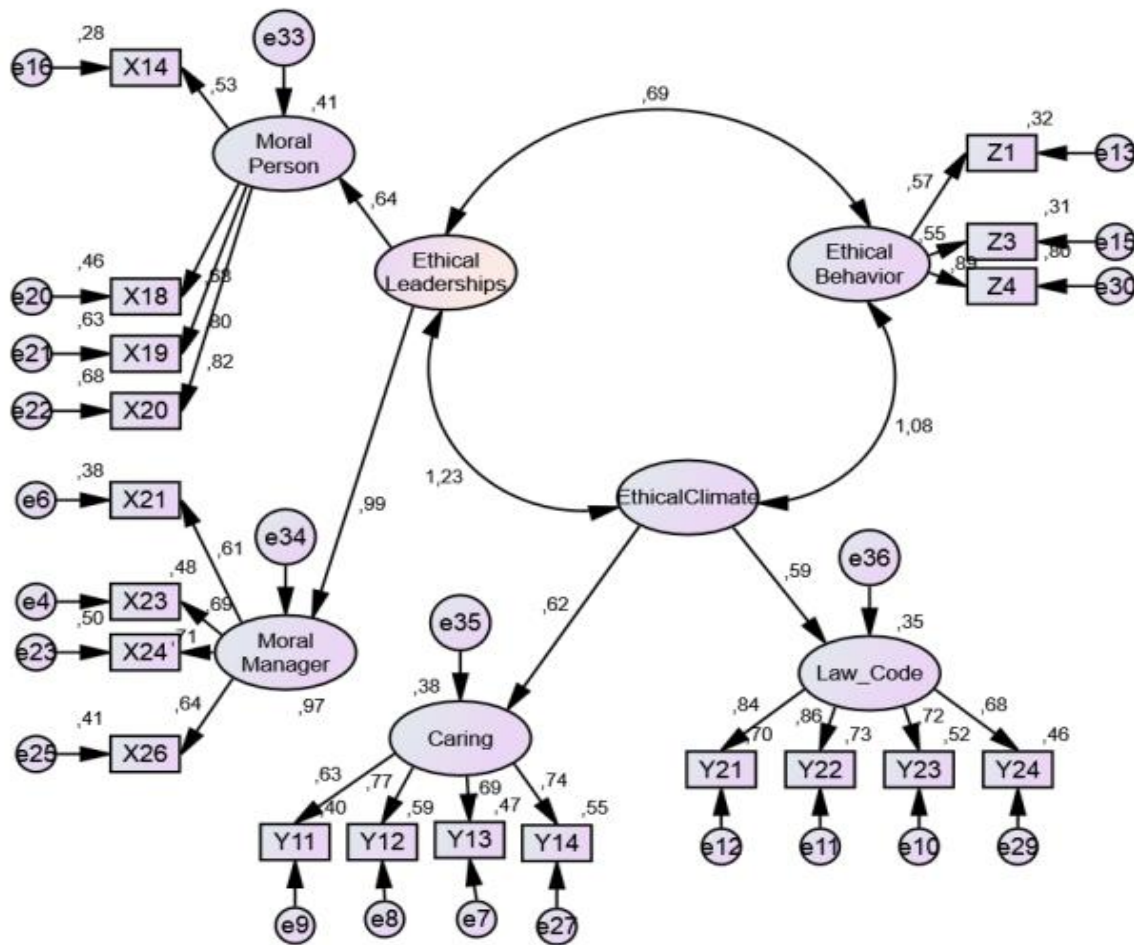 ,28
e33
e16
X14
,53
,41
Moral
Person
,69
,32
Z1
e13
,57
,64
,31
,55
Z3
e15
Ethical
Leaderships
Ethical
Behavior
,89
,80
Z4
e30
,46
,68
e20
X18
,63
,80
e21
X19
,82
,68
e22
X20
1,08
,38
1,23
e6
X21
EthicalClimate
,99
e34
,61
e36
,48
,59
e4
X23
,69
,62
,50
e35
,35
e23
X24
,71
Moral
Manager
Law_Code
,64
,97
,38
,41
,84
,86
,72
,68
e25
X26
Caring
,70
,73
,52
,46
Y21
Y22
Y23
Y24
,63
,77
,69
,74
,40
,59
,47
,55
Y11
Y12
Y13
Y14
e12
e11
e10
e29
e9
e8
e7
e27